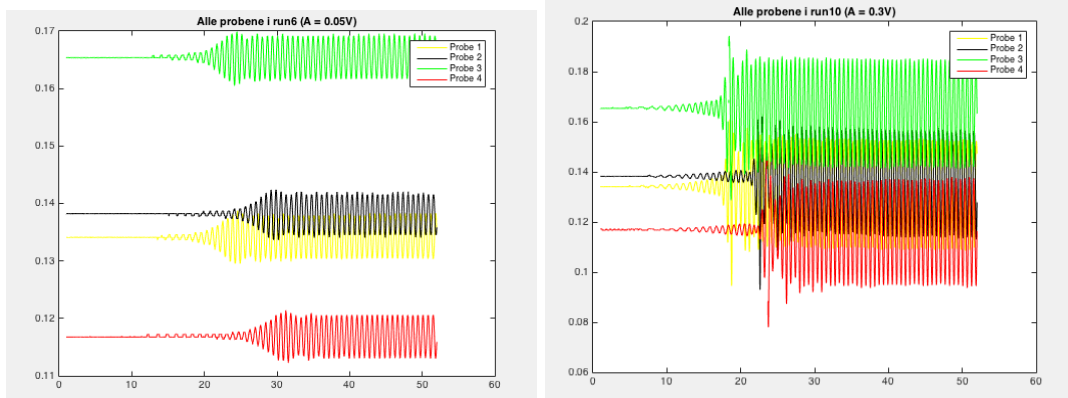 Alle probene i run6 (A = 0.05V)
0.17
0.16
0.15
0.14
0.13
0.12
0.11
0
10
20
30
40
50
60
Probe 1
Probe 2
Probe 3
Probe 4
Alle probene i run10 (A = 0.3V)
0.2
0.18
0.16
0.14
0.12
0.1
0.08
0.06
0
10
20
30
40
50
60
Probe 1
Probe 2
Probe 3
Probe 4